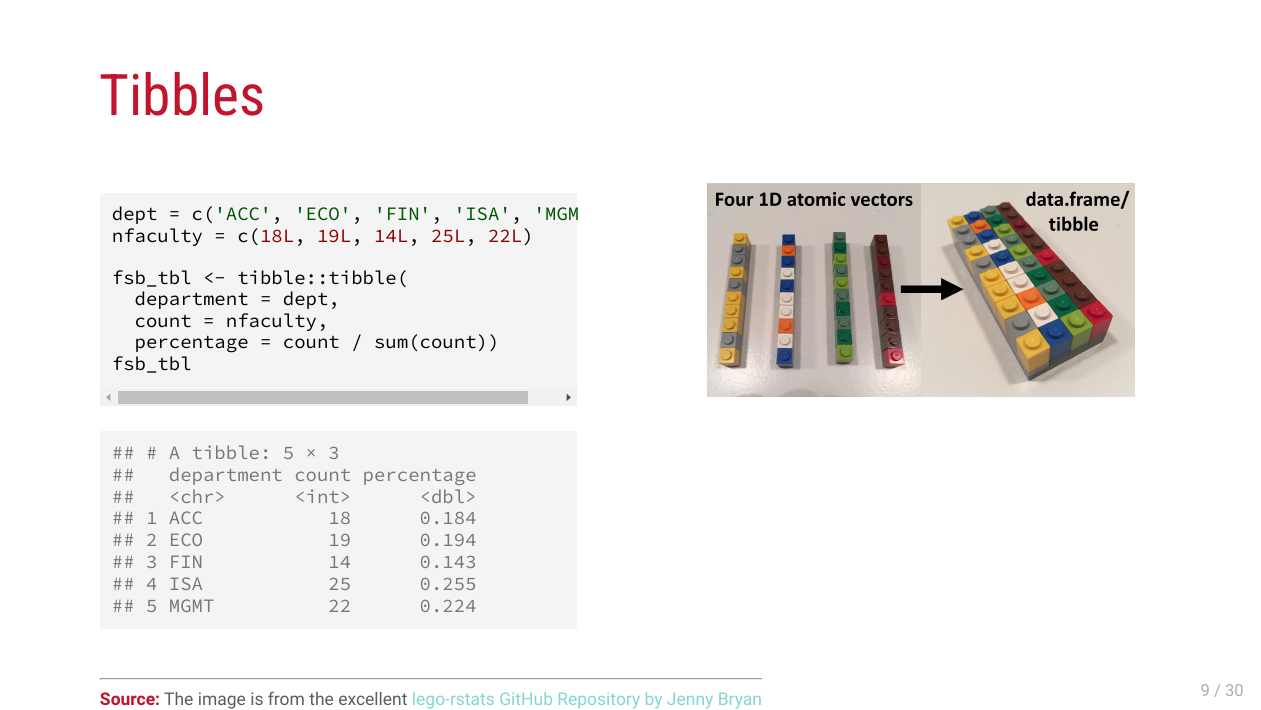 Tibbles
dept = c('ACC', 'ECO', 'FIN', 'ISA', 'MGM
nfaculty = c(18L, 19L, 14L, 25L, 22L)
fsb_tbl <- tibble::tibble(
  department = dept,
  count = nfaculty,
  percentage = count / sum(count))
fsb_tbl
## # A tibble: 5 × 3
##   department count percentage
##   <chr>      <int>      <dbl>
## 1 ACC           18      0.184
## 2 ECO           19      0.194
## 3 FIN           14      0.143
## 4 ISA           25      0.255
## 5 MGMT          22      0.224
Four 1D atomic vectors
data.frame/
tibble
Source: The image is from the excellent lego-rstats GitHub Repository by Jenny Bryan
9 / 30